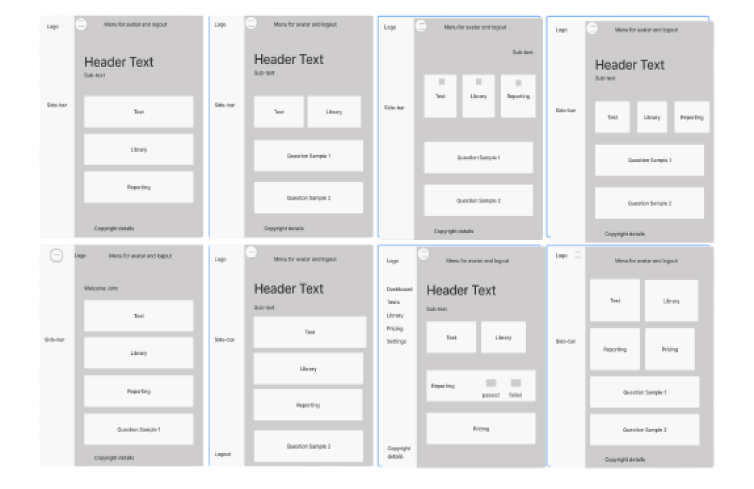 Logo
Menu for avatar and logout
Header Text
Sub-text
Side-bar
Test
Library
Reporting
Copyright details
Logo
Menu for avatar and logout
Header Text
Sub-text
Side-bar
Test Library
Question Sample 1
Question Sample 2
Copyright details
Logo
Menu for avatar and logout
Sub-text
Side-bar
Test Library Reporting
Question Sample 1
Question Sample 2
Copyright details
Logo
Menu for avatar and logout
Header Text
Sub-text
Side-bar
Test Library Reporting
Question Sample 1
Question Sample 2
Copyright details
Logo
Menu for avatar and logout
Welcome John
Test
Side-bar
Library
Reporting
Question Sample 1
Copyright details
Logo
Menu for avatar and logout
Header Text
Sub-text
Test
Side-bar
Library
Reporting
Question Sample 2
Logout
Logo
Menu for avatar and logout
Dashboard
Tests
Library
Pricing
Settings
Header Text
Sub-text
Test Library
Reporting
passed failed
Pricing
Copyright
details
Logo
Menu for avatar and logout
Test Library
Side-bar
Reporting Pricing
Question Sample 1
Question Sample 2
Copyright details